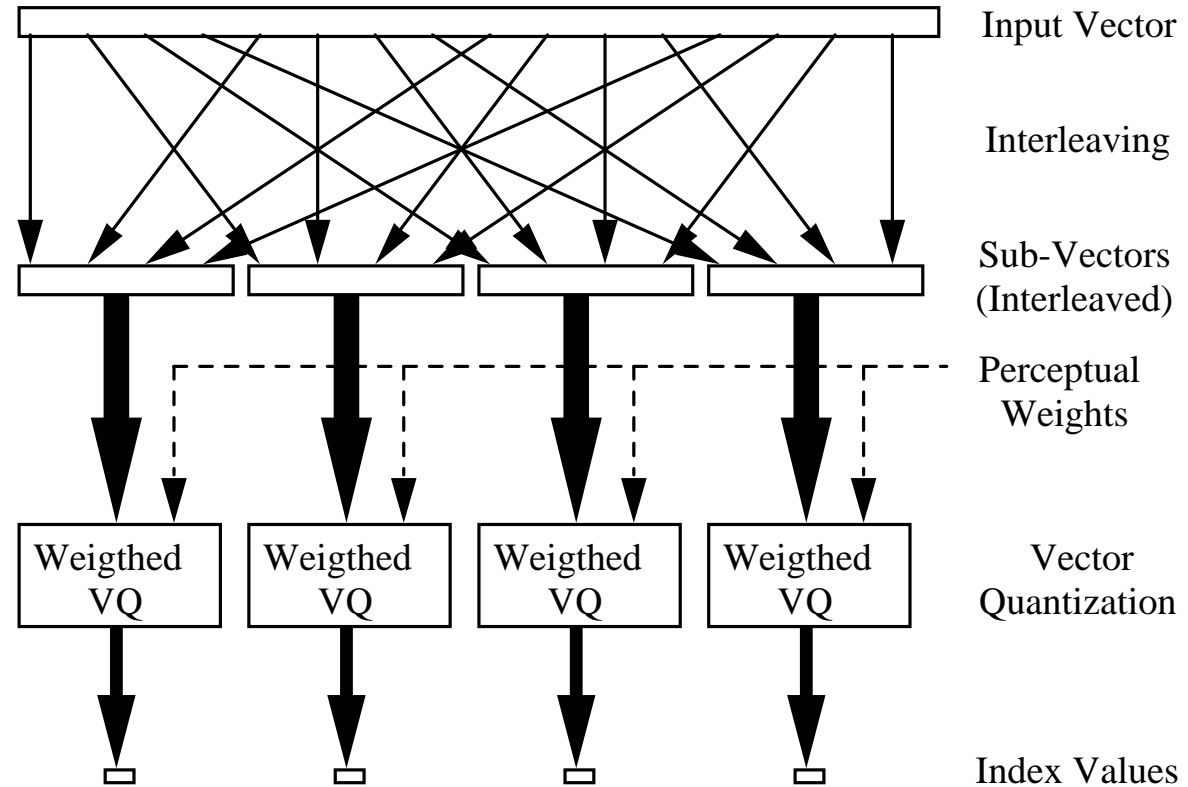 Input Vector
Interleaving
Sub-Vectors
(Interleaved)
Perceptual
Weights
Weigthed
VQ
Weigthed
VQ
Weigthed
VQ
Weigthed
VQ
Vector
Quantization
Index Values